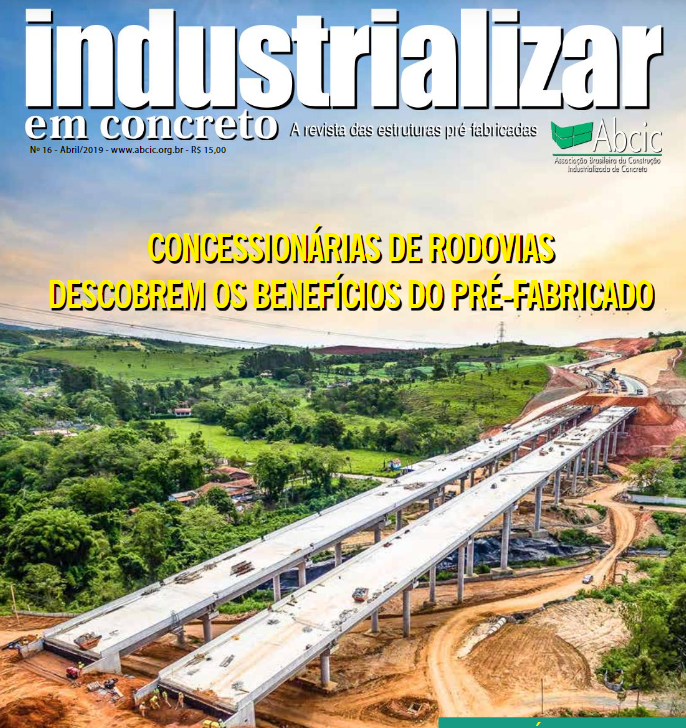 industrializar
em concreto A revista das estruturas pré fabricadas
Abcic
Associação Brasileira da Construção
Industrializada de Concreto
Nº 16 - Abril/2019 - www.abcic.org.br - R$ 15,00
CONCESSIONÁRIAS DE RODOVIAS
DESCOBREM OS BENEFÍCIOS DO PRÉ-FABRICADO